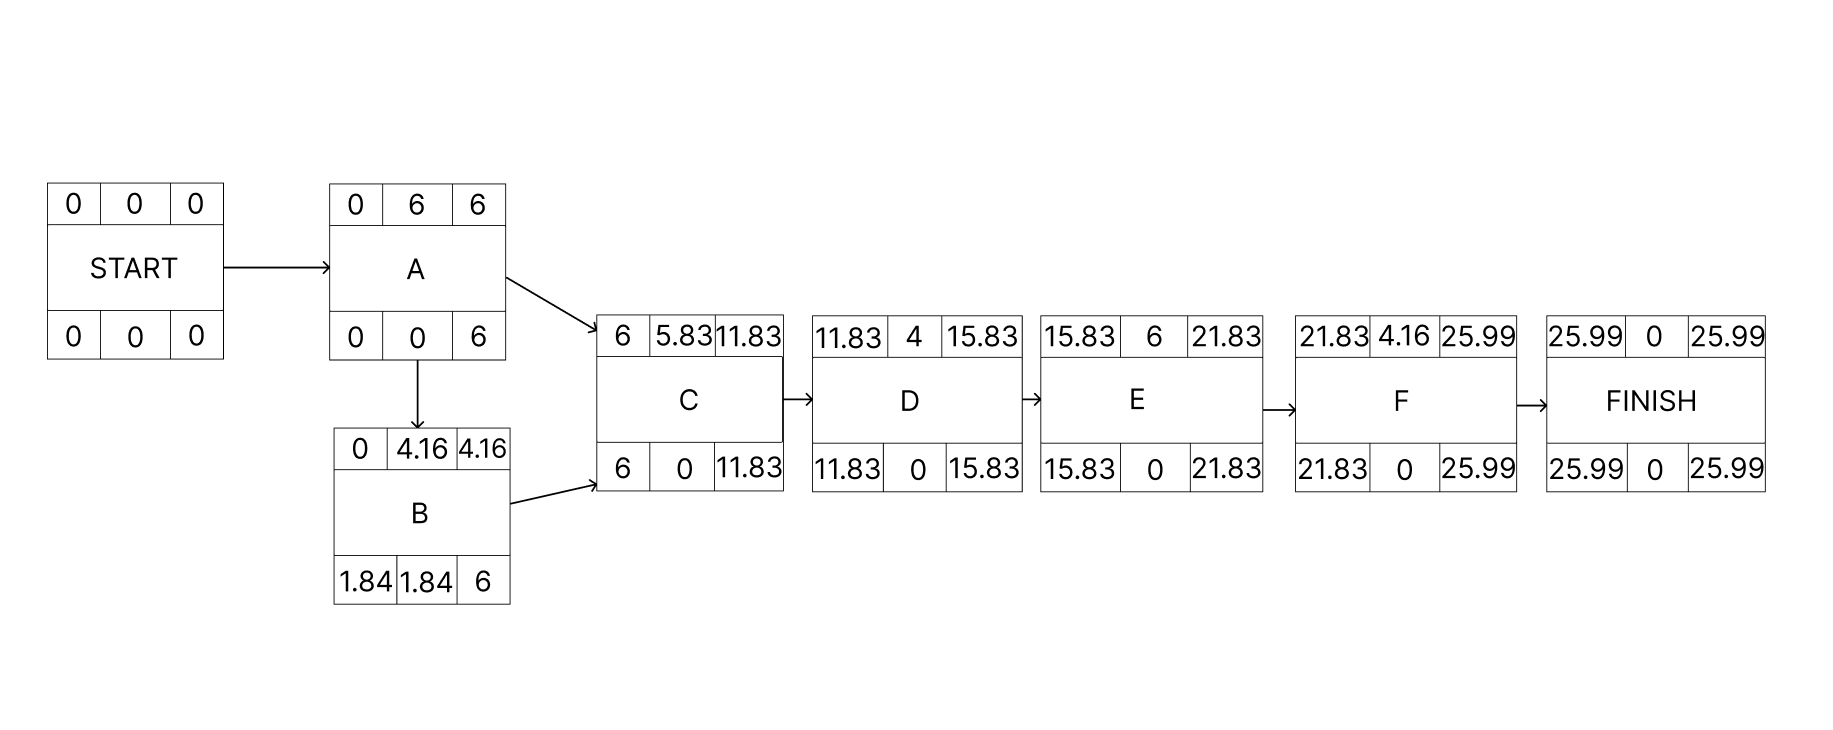 0 0 0
START
0 0 0
0 6 6
A
0 0 6
0 4.16 4.16
B
1.84 1.84 6
6 5.83 11.83
C
6 0 11.83
11.83 4 15.83
D
11.83 0 15.83
15.83 6 21.83
E
15.83 0 21.83
21.83 4.16 25.99
F
21.83 0 25.99
25.99 0 25.99
FINISH
25.99 0 25.99